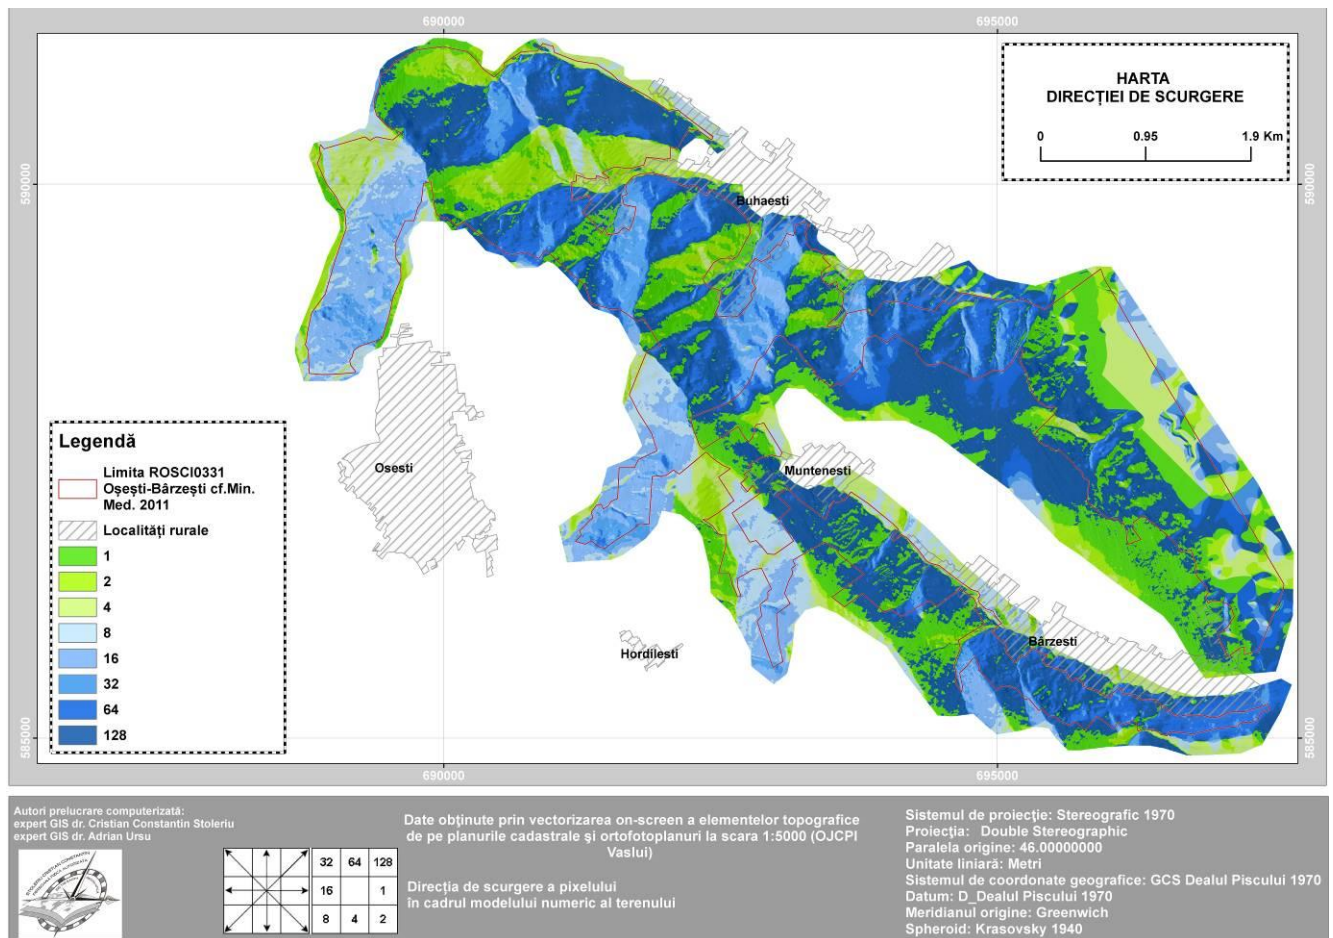 690000
695000
HARTA
DIRECȚIEI DE SCURGERE
0
0.95
1.9 Km
590000
590000
Buhaesti
Legendă
Limita ROSCI0331
Oșești-Bârzești cf.Min.
Med. 2011
Localități rurale
1
2
4
8
16
32
64
128
Osesti
Muntenesti
Hordilesti
Bârzesti
585000
585000
690000
695000
Autori prelucrare computerizată:
expert GIS dr. Cristian Constantin Stoleriu
expert GIS dr. Adrian Ursu
32 64 128
16 1
8 4 2
Date obținute prin vectorizarea on-screen a elementelor topografice
de pe planurile cadastrale și ortofotoplanuri la scara 1:5000 (OJCPI
Vaslui)
Direcția de scurgere a pixelului
în cadrul modelului numeric al terenului
Sistemul de proiecție: Stereografic 1970
Proiecția: Double Stereographic
Paralela origine: 46.00000000
Unitate liniară: Metri
Sistemul de coordonate geografice: GCS Dealul Piscului 1970
Datum: D_Dealul Piscului 1970
Meridianul origine: Greenwich
Spheroid: Krasovsky 1940